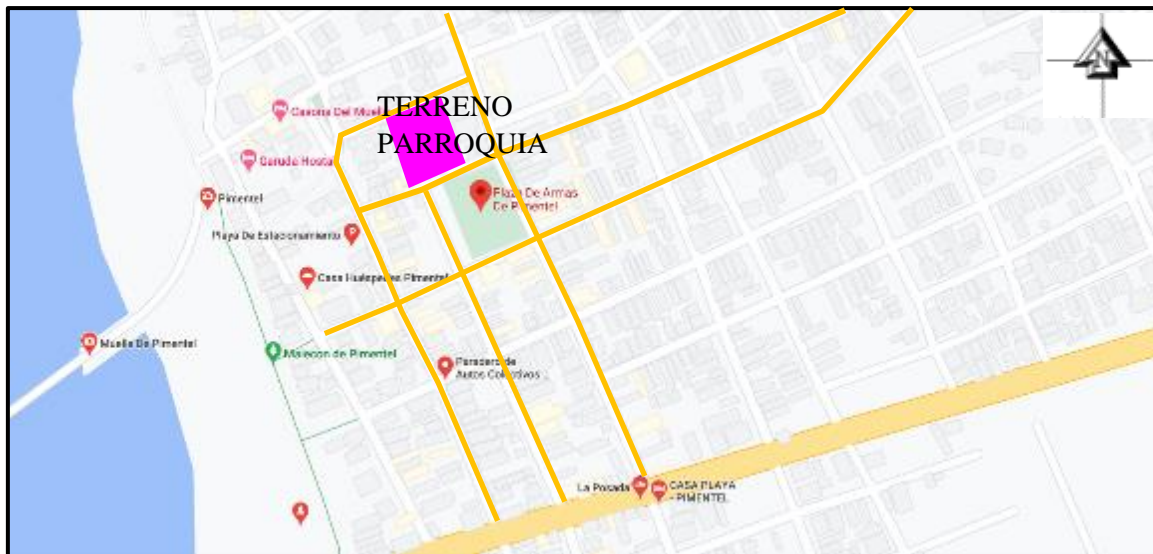 TERRENO
PARROQUIA
N
Casona Del Muelle
Garuda Hostal
Pimentel
Plaza De Armas
De Pimentel
Playa De Estacionamiento
P
Casa Huéspedes Pimentel
Muelle De Pimentel
Malecon de Pimentel
Paradero de
Autos Colectivos ...
La Posada
CASA PLAYA
- PIMENTEL